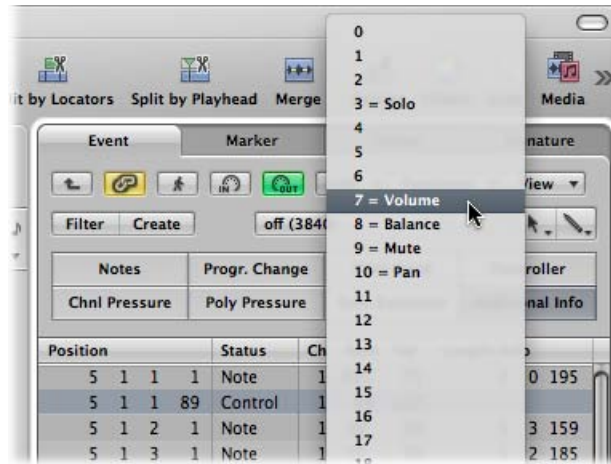 0
1
2
3 = Solo
4
5
6
7 = Volume
8 = Balance
9 = Mute
10 = Pan
11
12
13
14
15
16
17
it by Locators Split by Playhead Merge Media
Event Marker nature
IN OUT View
Filter Create off (384
Notes Progr. Change roller
Chnl Pressure Poly Pressure nal Info
Position Status Ch
5 1 1 1 Note 1 0 195
5 1 1 89 Control 1
5 1 2 1 Note 1 3 159
5 1 3 1 Note 1 2 185